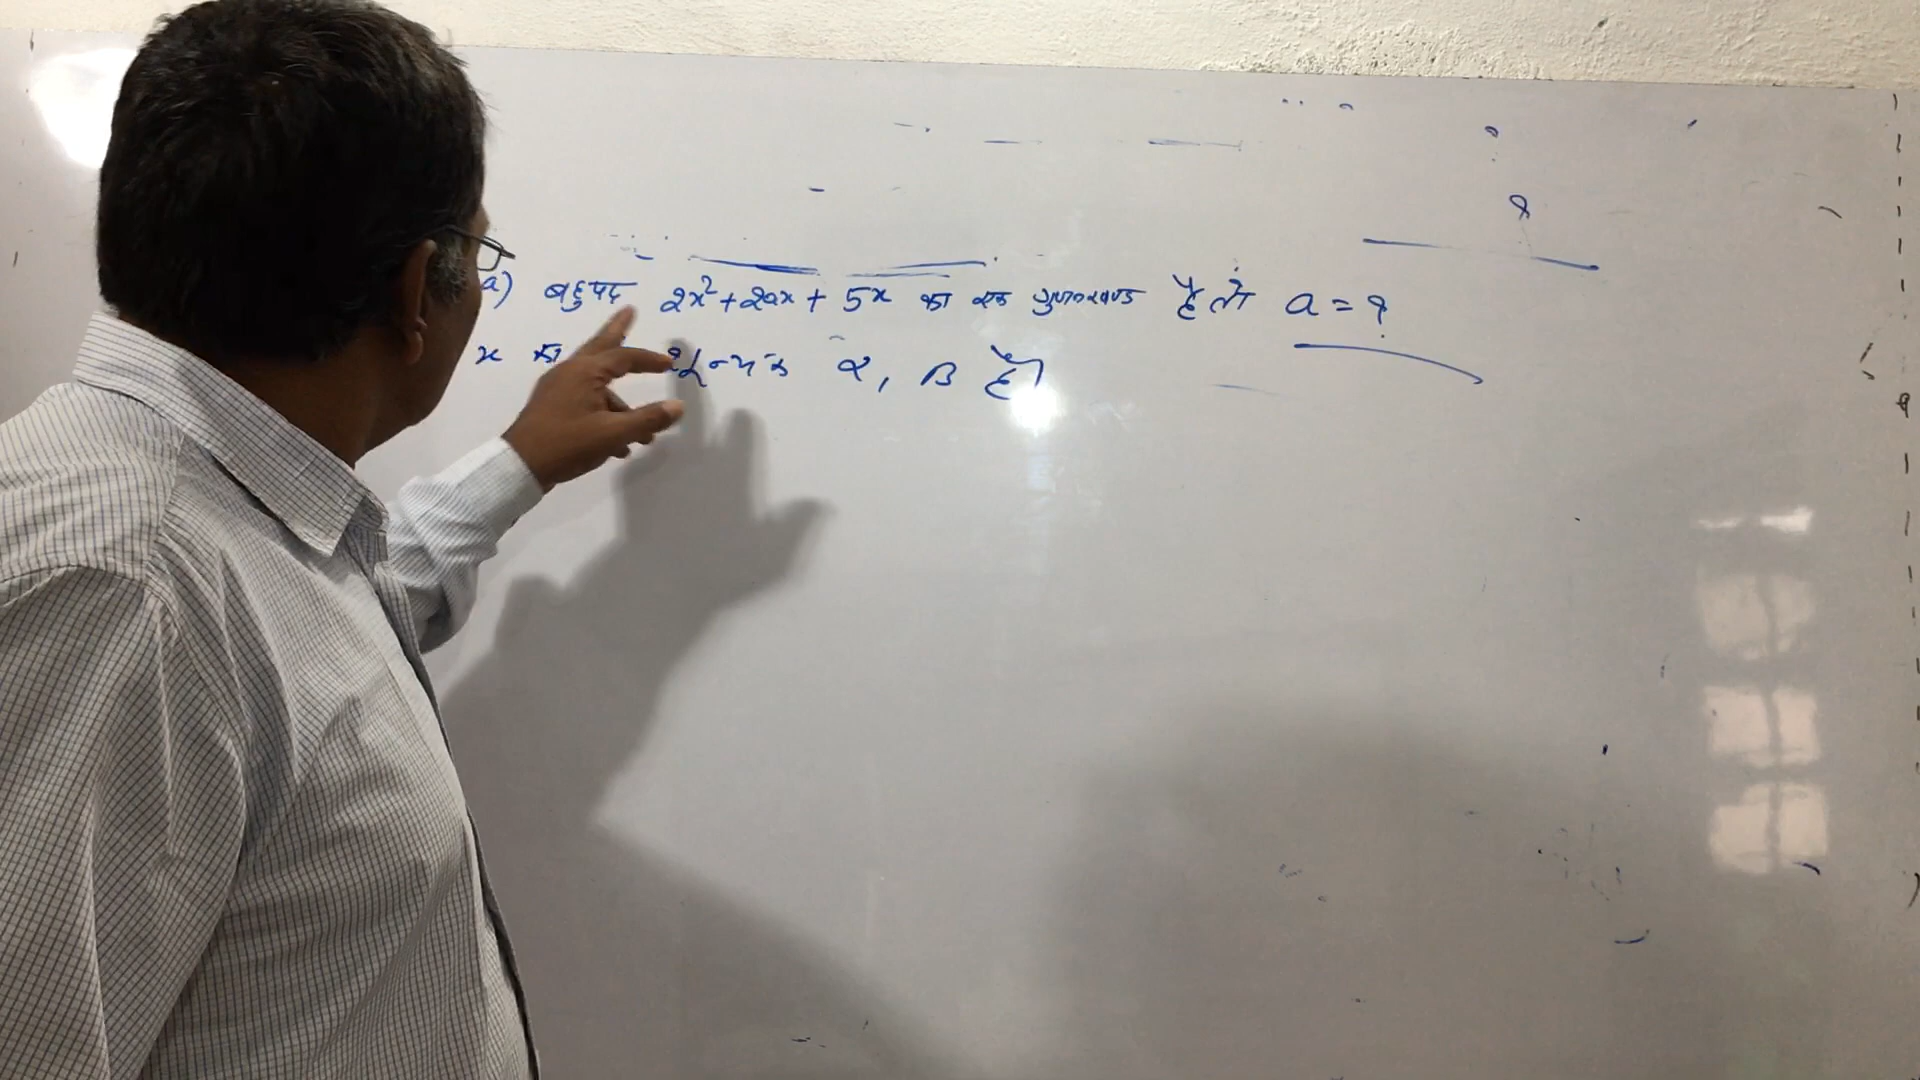 a) बहुपद 2x²+2ax+ 5x का एक गुणनखण्ड है तो a = ?
x का शून्यक α, β है।
?